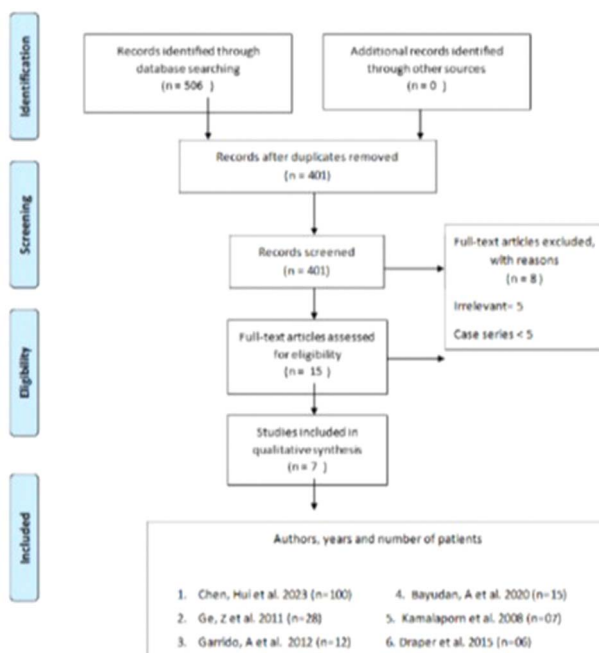 Identification
Records identified through
database searching
(n = 506 )
Additional records identified
through other sources
(n = 0 )
Records after duplicates removed
(n = 401)
Screening
Records screened
(n = 401)
Full-text articles excluded,
with reasons
(n = 8 )
Irrelevant= 5
Case series < 5
Eligibility
Full-text articles assessed
for eligibility
(n = 15 )
Studies included in
qualitative synthesis
(n = 7 )
Included
Authors, years and number of patients
1. Chen, Hui et al. 2023 (n=100)
2. Ge, Z et al. 2011 (n=28)
3. Garrido, A et al. 2012 (n=12)
4. Bayudan, A et al. 2020 (n=15)
5. Kamalaporn et al. 2008 (n=07)
6. Draper et al. 2015 (n=06)